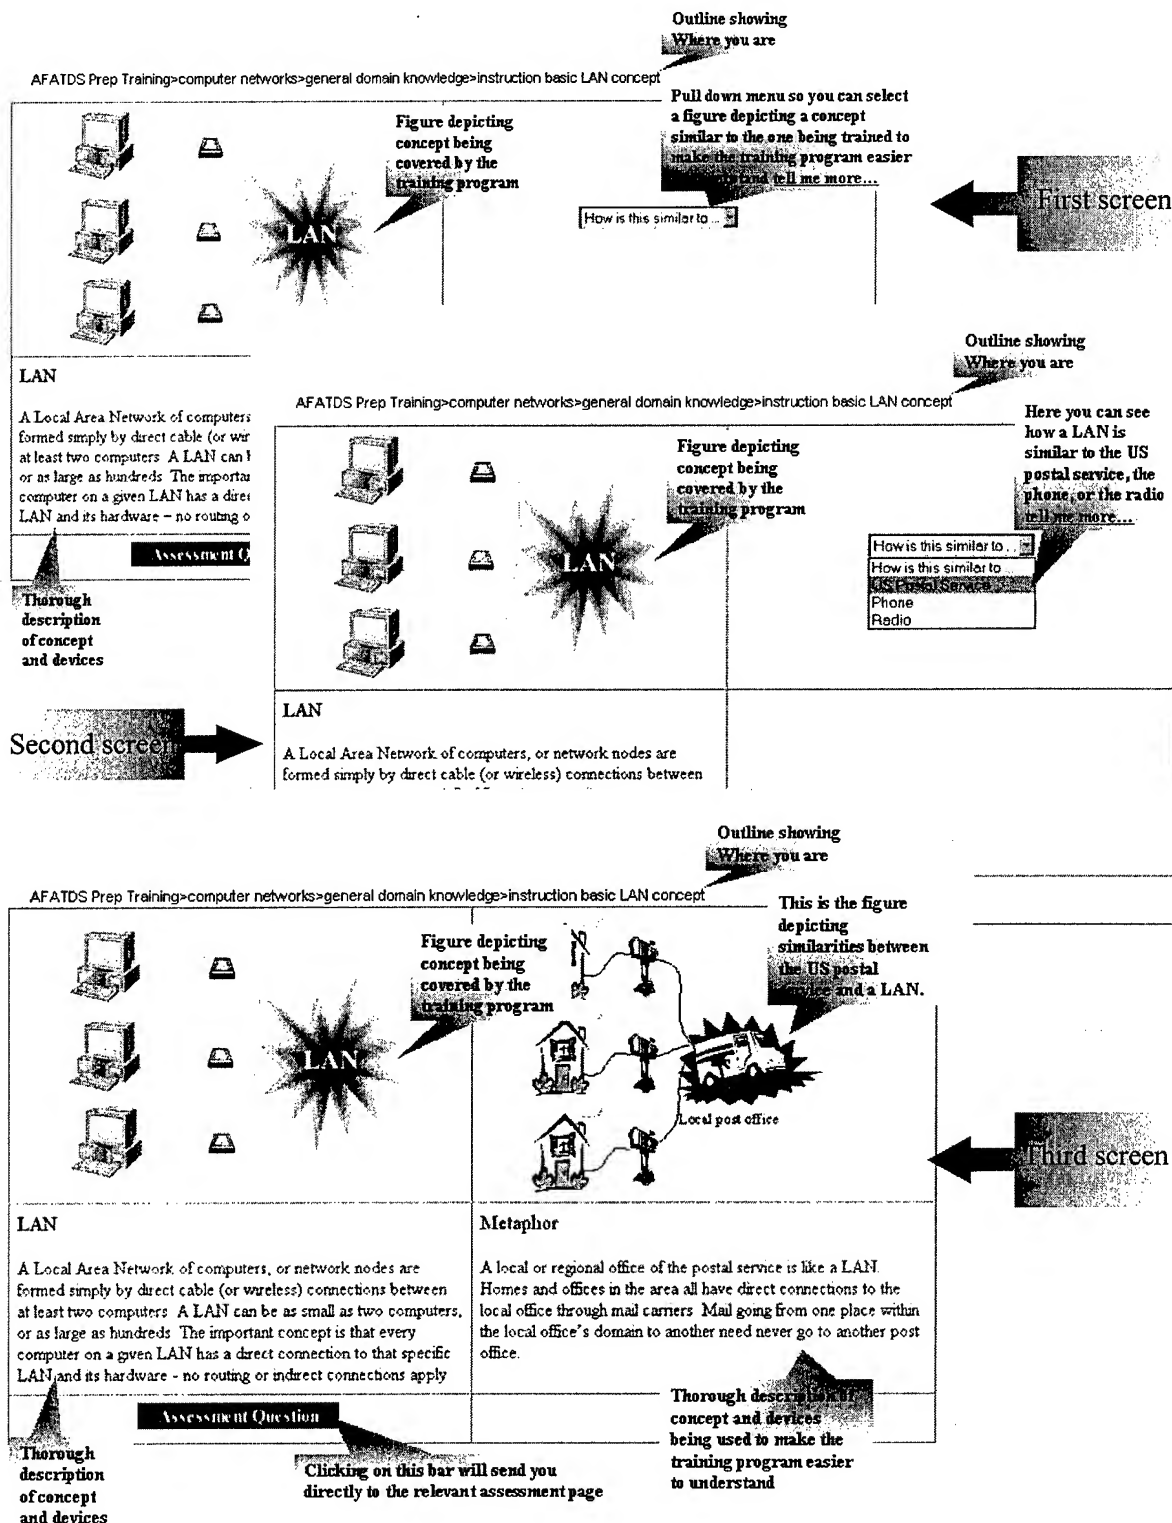 Outline showing
Where you are
AFATDS Prep Training>computer networks>general domain knowledge>instruction basic LAN concept
Figure depicting
concept being
covered by the
training program
Pull down menu so you can select
a figure depicting a concept
similar to the one being trained to
make the training program easier
tell me more...
How is this similar to ...
LAN
First screen
LAN
A Local Area Network of computers
formed simply by direct cable (or wir
at least two computers A LAN can
or as large as hundreds The importa
computer on a given LAN has a dire
LAN and its hardware – no routing o
Assessment Q
Thorough
description
of concept
and devices
Outline showing
Where you are
AFATDS Prep Training>computer networks>general domain knowledge>instruction basic LAN concept
Figure depicting
concept being
covered by the
training program
Here you can see
how a LAN is
similar to the US
postal service, the
phone, or the radio
tell me more...
LAN
How is this similar to ...
How is this similar to ...
US Postal Service
Phone
Radio
Second screen
LAN
A Local Area Network of computers, or network nodes are
formed simply by direct cable (or wireless) connections between
Outline showing
Where you are
AFATDS Prep Training>computer networks>general domain knowledge>instruction basic LAN concept
Figure depicting
concept being
covered by the
training program
This is the figure
depicting
similarities between
the US postal
service and a LAN.
LAN
Local post office
Third screen
LAN
A Local Area Network of computers, or network nodes are
formed simply by direct cable (or wireless) connections between
at least two computers A LAN can be as small as two computers,
or as large as hundreds The important concept is that every
computer on a given LAN has a direct connection to that specific
LAN and its hardware - no routing or indirect connections apply
Metaphor
A local or regional office of the postal service is like a LAN.
Homes and offices in the area all have direct connections to the
local office through mail carriers Mail going from one place within
the local office's domain to another need never go to another post
office.
Assessment Question
Thorough
description
of concept
and devices
Clicking on this bar will send you
directly to the relevant assessment page
Thorough description of
concept and devices
being used to make the
training program easier
to understand